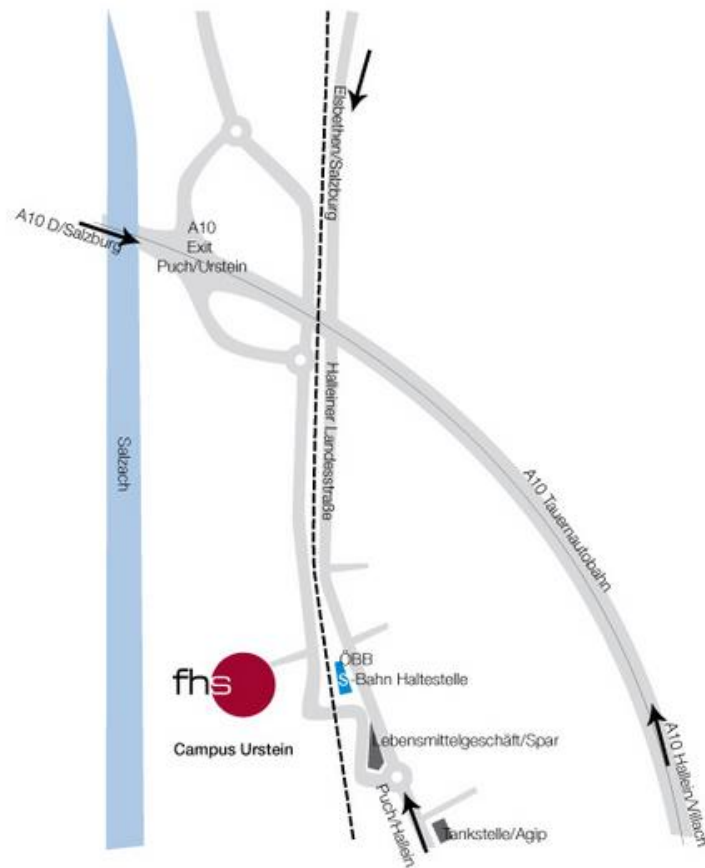 Elsbethen/Salzburg
A10 D/Salzburg
A10
Exit
Puch/Urstein
Halleiner Landesstraße
Salzach
A10 Tauernautobahn
ÖBB
S-Bahn Haltestelle
fhs
Campus Urstein
Lebensmittelgeschäft/Spar
A10 Hallein/Villach
Puch/Hallein
Tankstelle/Agip